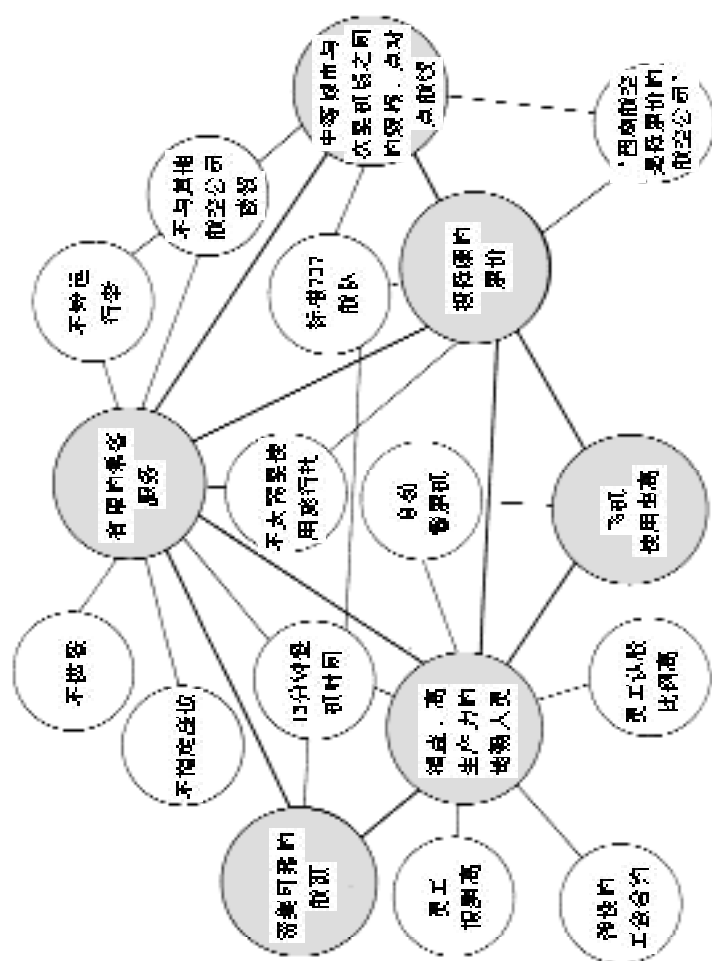 不供餐
不指定座位
不转运
行李
有限的乘客
服务
不与其他
航空公司
频繁可靠的
航班
15分钟登
机时间
不太需要使
用旅行社
标准737
航队
中等城市与
次要机场之间
的短程、点对
点航线
员工
报酬高
精益、高
生产力的
地勤人员
自动
售票机
极低廉的
票价
弹性的
工会合约
员工认股
比例高
飞机
使用率高
“西南航空
是低票价的
航空公司”